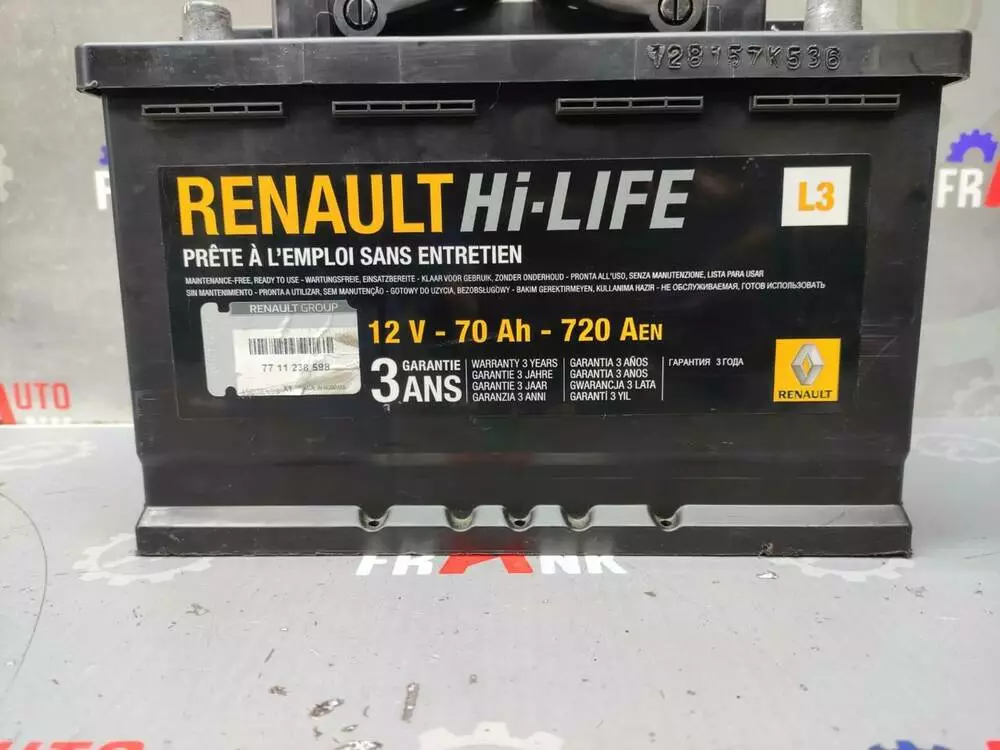 128157K536
RENAULT Hi-LIFE
L3
PRÊTE À L'EMPLOI SANS ENTRETIEN
MAINTENANCE-FREE, READY TO USE - WARTUNGSFREIE, EINSATZBEREITE - KLAAR VOOR GEBRUIK, ZONDER ONDERHOUD - PRONTA ALL'USO, SENZA MANUTENZIONE, LISTA PARA USAR
SIN MANTENIMIENTO - PRONTA A UTILIZAR, SEM MANUTENÇÃO - GOTOWY DO UZYCIA, BEZOBSŁUGOWY - BAKIM GEREKTIRMEYEN, KULLANIMA HAZIR - НЕ ОБСЛУЖИВАЕМАЯ, ГОТОВ ИСПОЛЬЗОВАТЬ
RENAULT GROUP
77 11 238 598
12 V - 70 Ah - 720 AEN
3 GARANTIE
ANS
WARRANTY 3 YEARS
GARANTIE 3 JAHRE
GARANTIE 3 JAAR
GARANZIA 3 ANNI
GARANTIA 3 AÑOS
GARANTIA 3 ANOS
GWARANCJA 3 LATA
GARANTİ 3 YIL
ГАРАНТИЯ 3 ГОДА
RENAULT
FRANK
AUTO